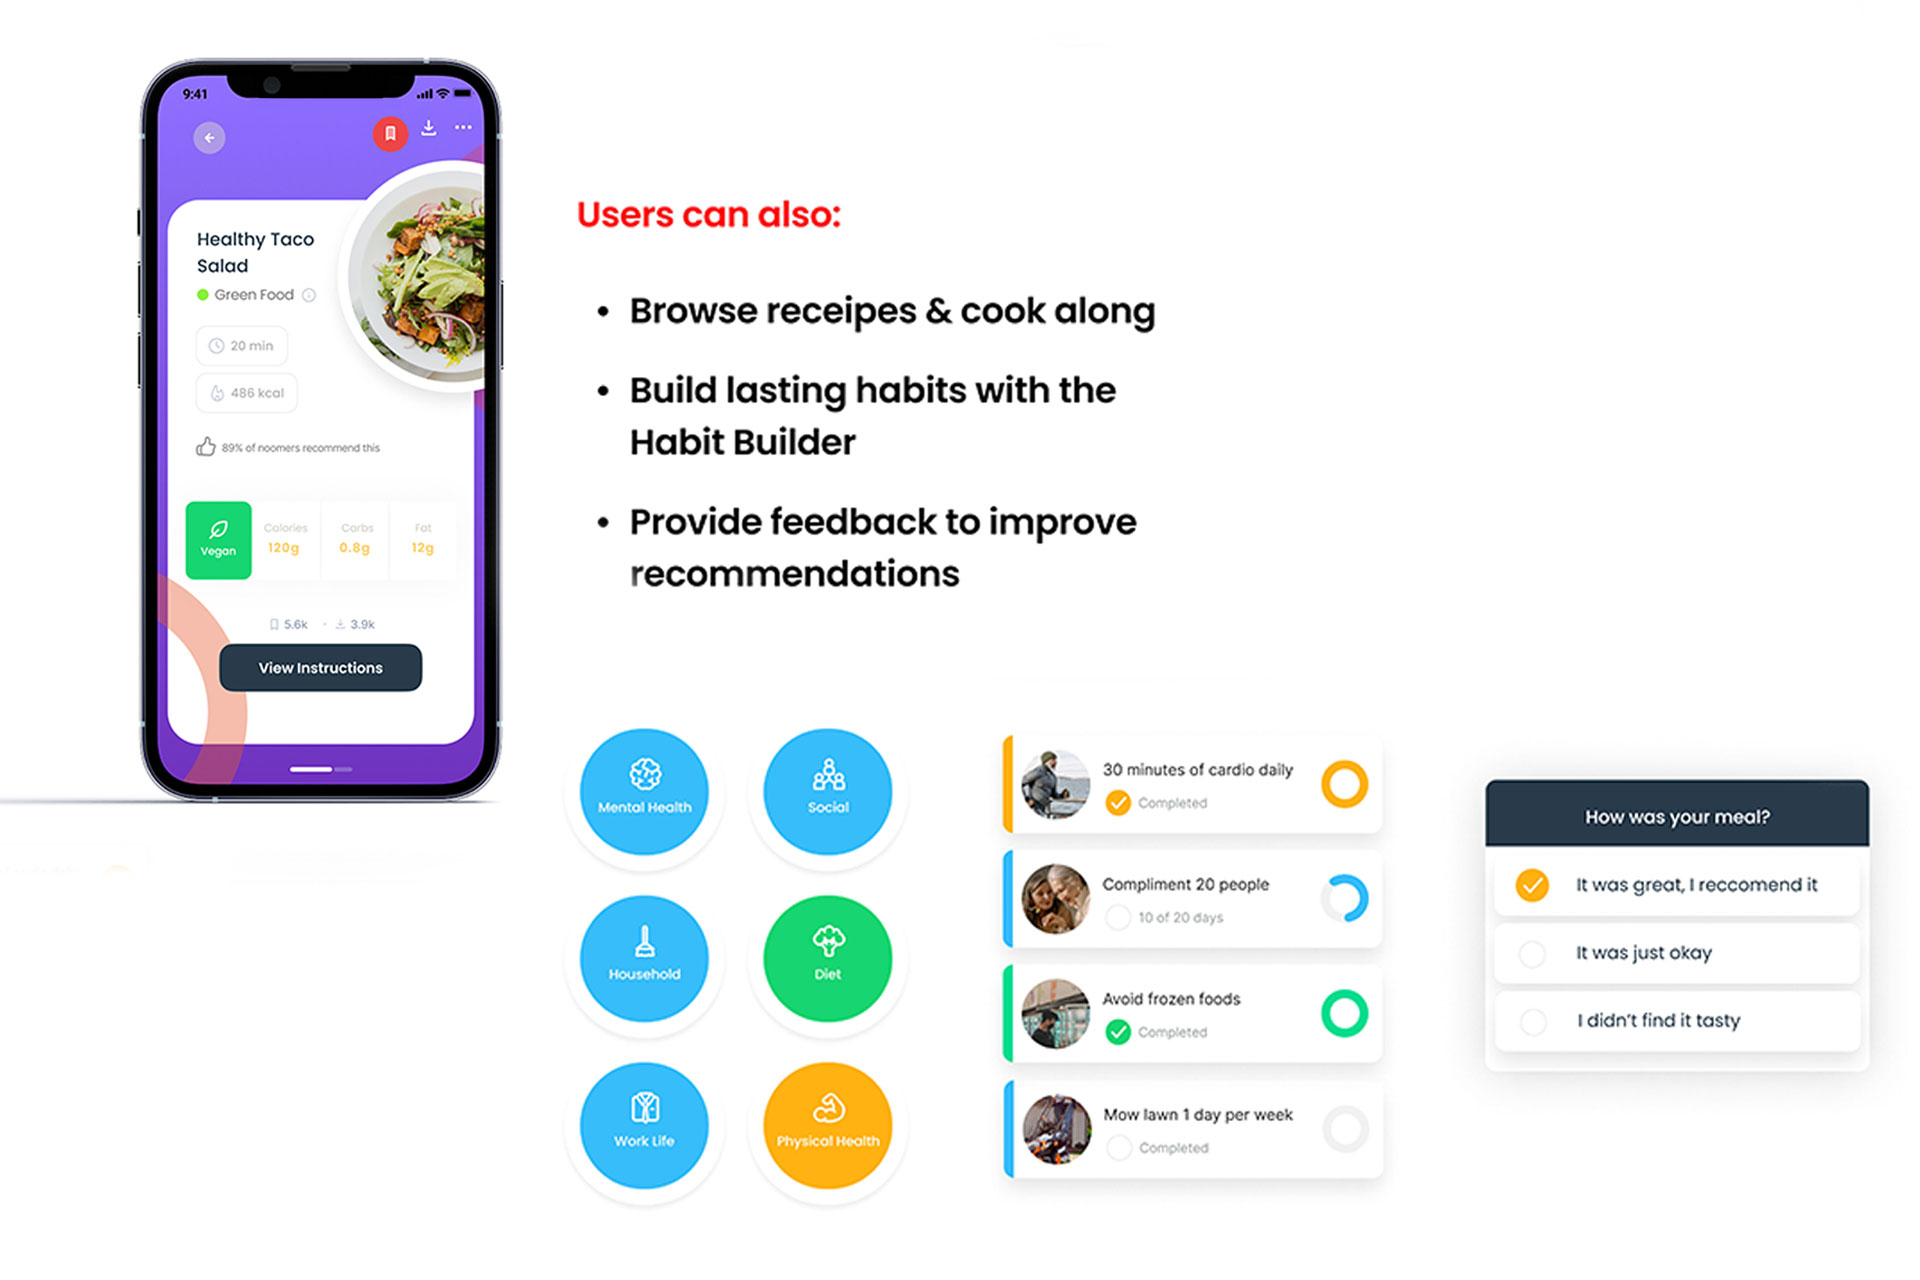 9:41
Healthy Taco
Salad
Green Food
20 min
486 kcal
89% of noomers recommend this
Vegan
Calories
120g
Carbs
0.8g
Fat
12g
5.6k
3.9k
View Instructions
Users can also:
• Browse receipes & cook along
• Build lasting habits with the
Habit Builder
• Provide feedback to improve
recommendations
Mental Health
Social
Household
Diet
Work Life
Physical Health
30 minutes of cardio daily
Completed
Compliment 20 people
10 of 20 days
Avoid frozen foods
Completed
Mow lawn 1 day per week
Completed
How was your meal?
It was great, I reccomend it
It was just okay
I didn't find it tasty